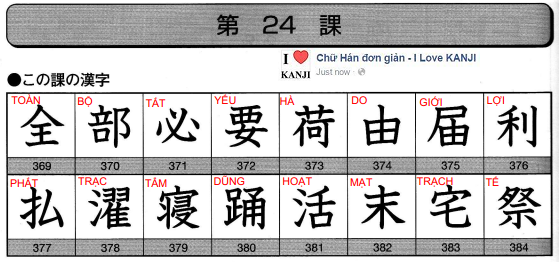 第 24 課
I ❤ KANJI
Chữ Hán đơn giản - I Love KANJI
Just now
●この課の漢字
TOÀN BỘ TẤT YẾU HÀ DO GIỚI LỢI
全 部 必 要 荷 由 届 利
369 370 371 372 373 374 375 376
PHẤT TRẠC TẨM DŨNG HOẠT MẠT TRẠCH TẾ
払 濯 寝 踊 活 末 宅 祭
377 378 379 380 381 382 383 384